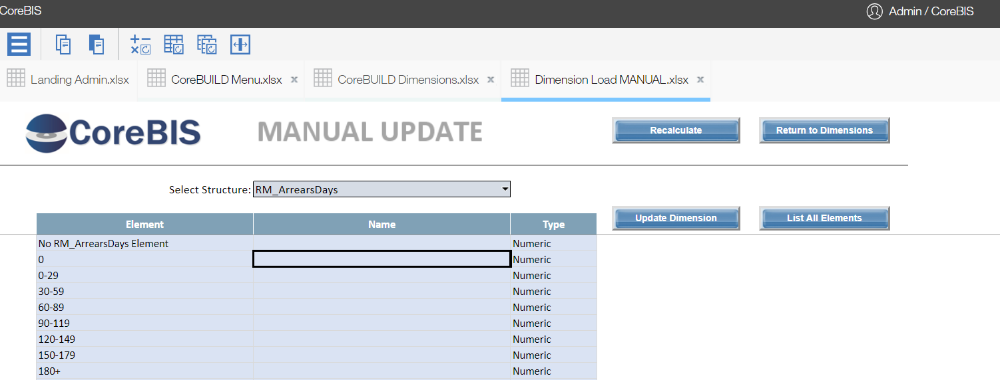 CoreBIS
Admin / CoreBIS
Landing Admin.xlsx
CoreBUILD Menu.xlsx
CoreBUILD Dimensions.xlsx
Dimension Load MANUAL.xlsx
CoreBIS
MANUAL UPDATE
Recalculate
Return to Dimensions
Select Structure: RM_ArrearsDays
Update Dimension
List All Elements
Element Name Type
No RM_ArrearsDays Element Numeric
0 Numeric
0-29 Numeric
30-59 Numeric
60-89 Numeric
90-119 Numeric
120-149 Numeric
150-179 Numeric
180+ Numeric